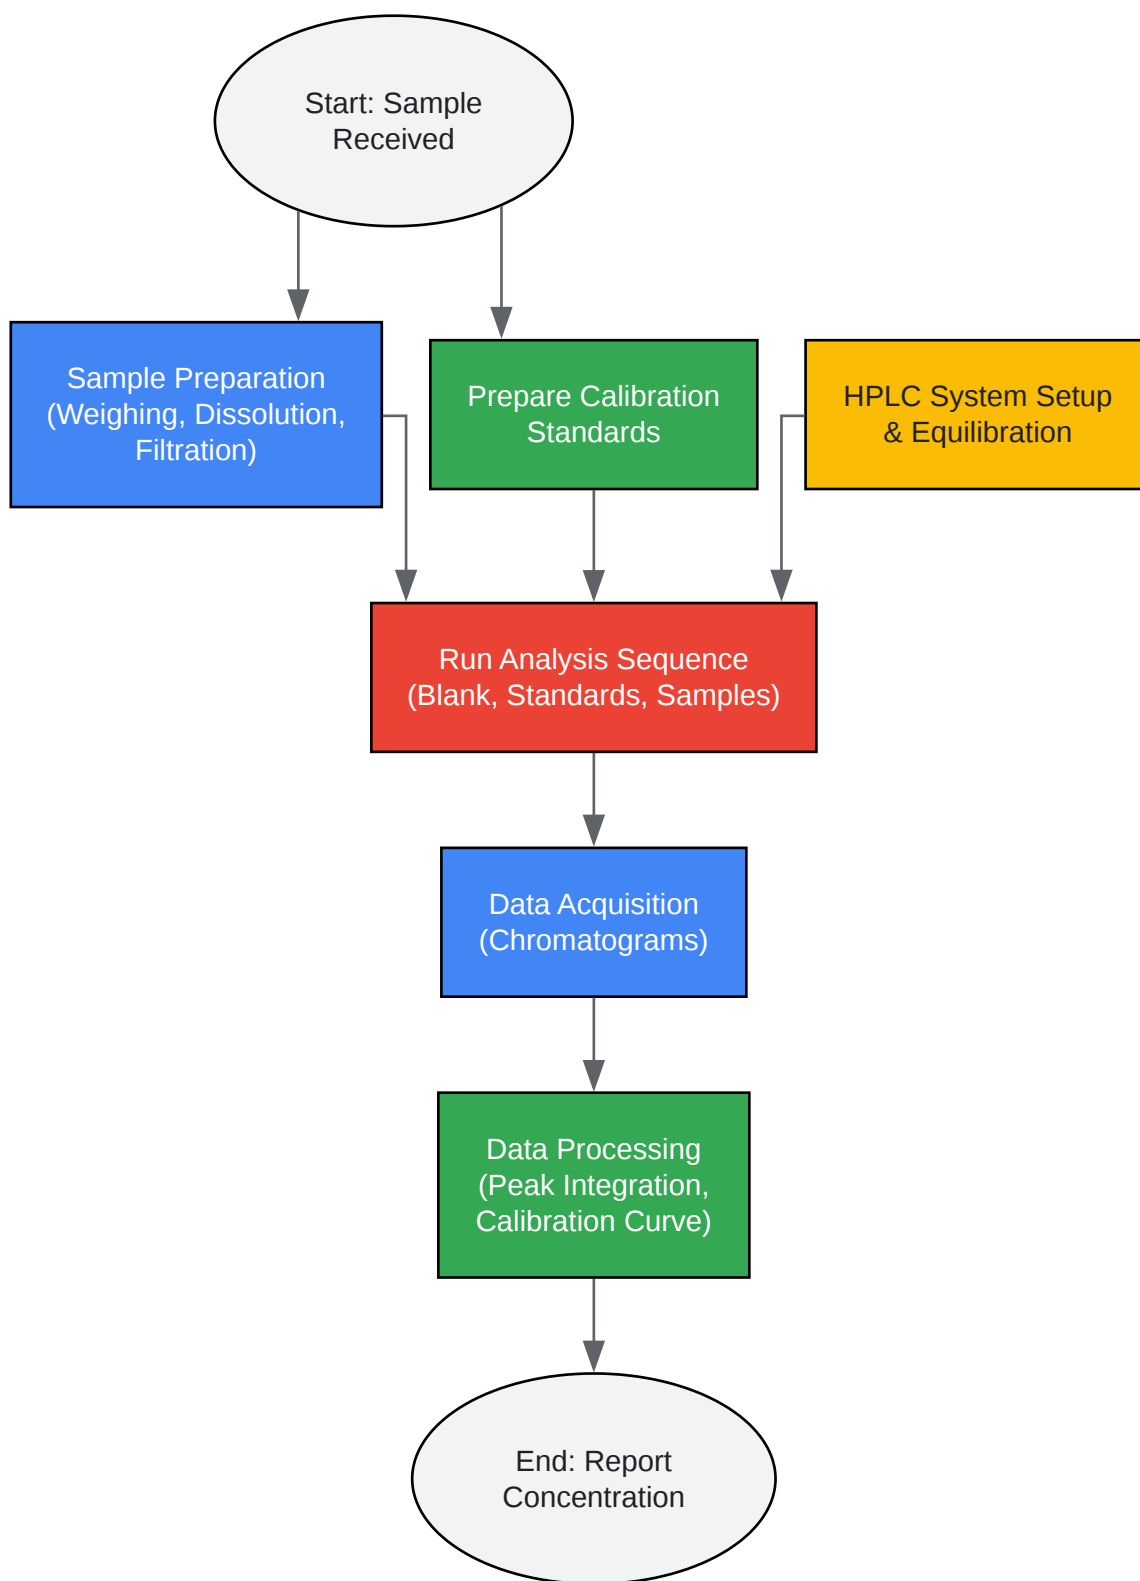 Start: Sample
Received
Sample Preparation
(Weighing, Dissolution,
Filtration)
Prepare Calibration
Standards
HPLC System Setup
& Equilibration
Run Analysis Sequence
(Blank, Standards, Samples)
Data Acquisition
(Chromatograms)
Data Processing
(Peak Integration,
Calibration Curve)
End: Report
Concentration